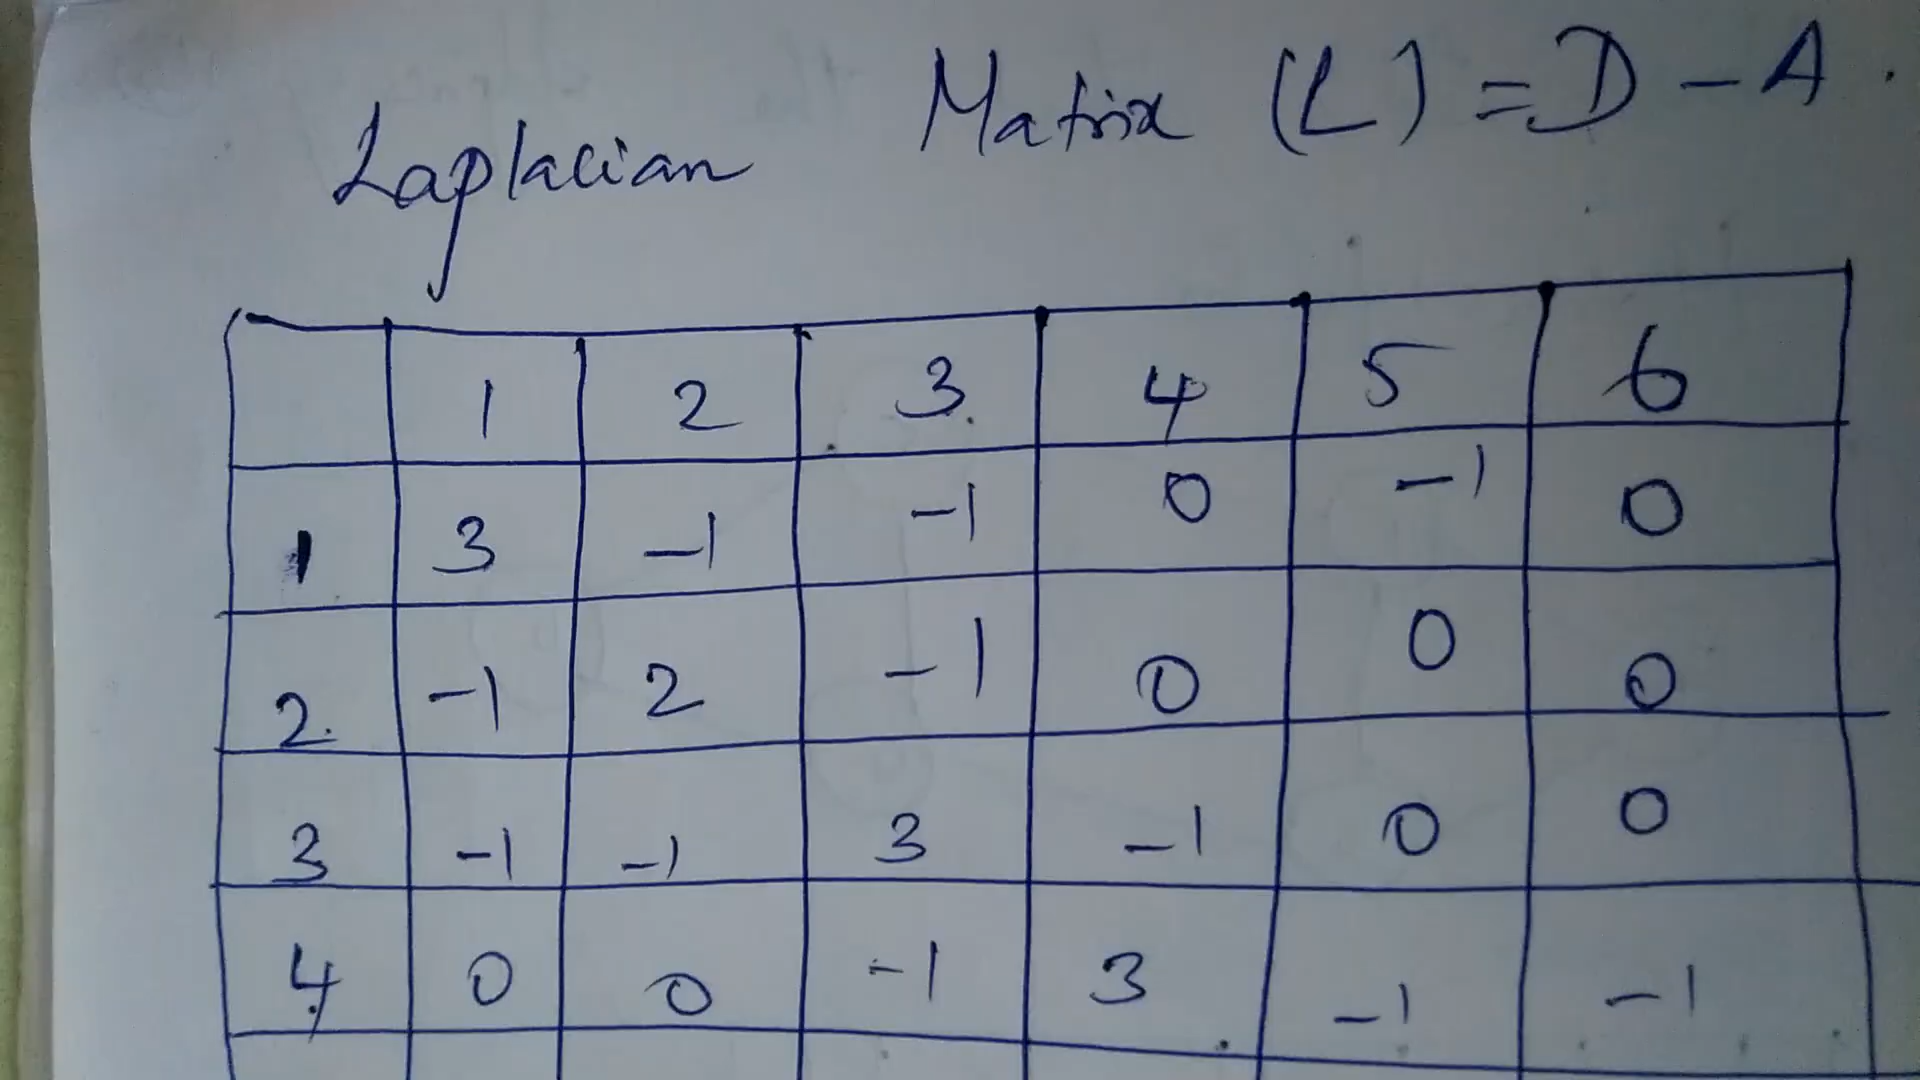 Laplacian Matrix (L) = D - A.
1 2 3. 4 5 6
1 3 -1 -1 0 -1 0
2. -1 2 -1 0 0 0
3 -1 -1 3 -1 0 0
4 0 0 -1 3 -1 -1